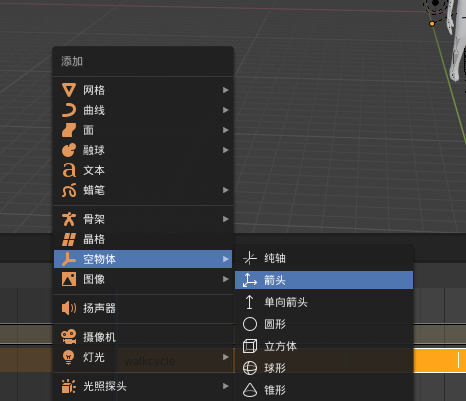 添加
网格
曲线
面
融球
文本
蜡笔
骨架
晶格
空物体
图像
扬声器
摄像机
灯光
光照探头
纯轴
箭头
单向箭头
圆形
立方体
球形
锥形
walkcycle